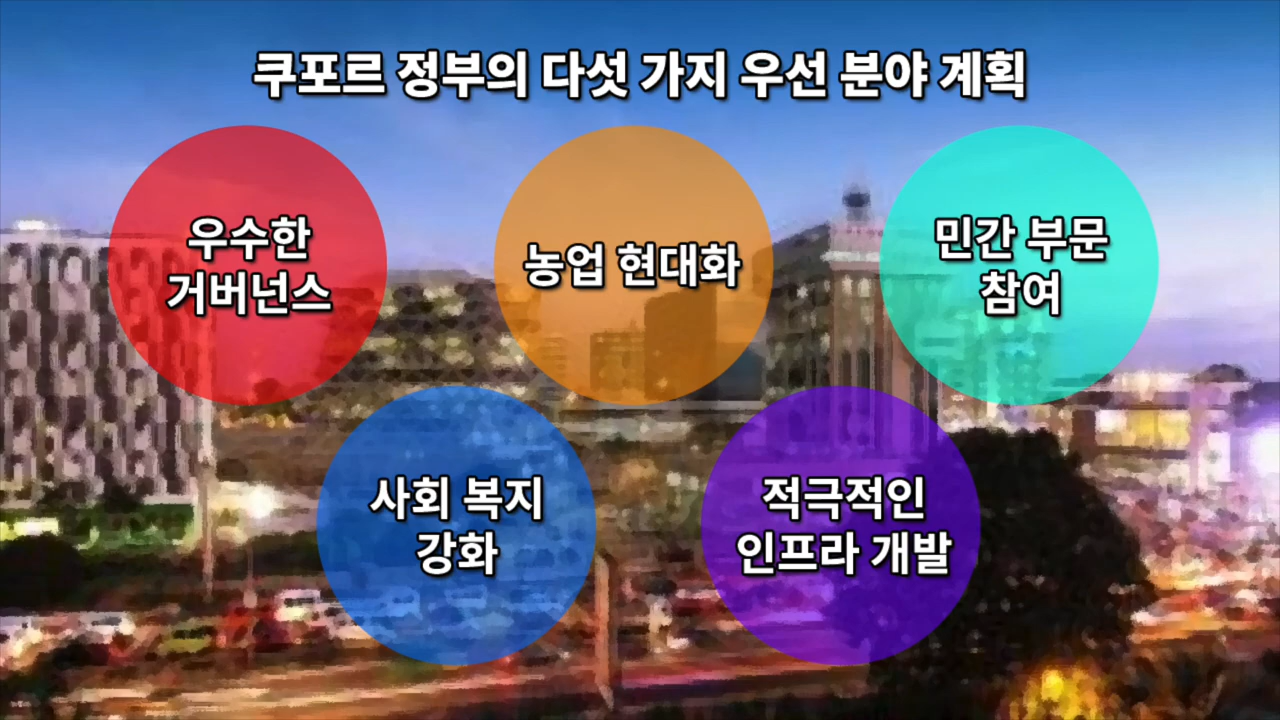 쿠포르 정부의 다섯 가지 우선 분야 계획
우수한
거버넌스
농업 현대화
민간 부문
참여
사회 복지
강화
적극적인
인프라 개발